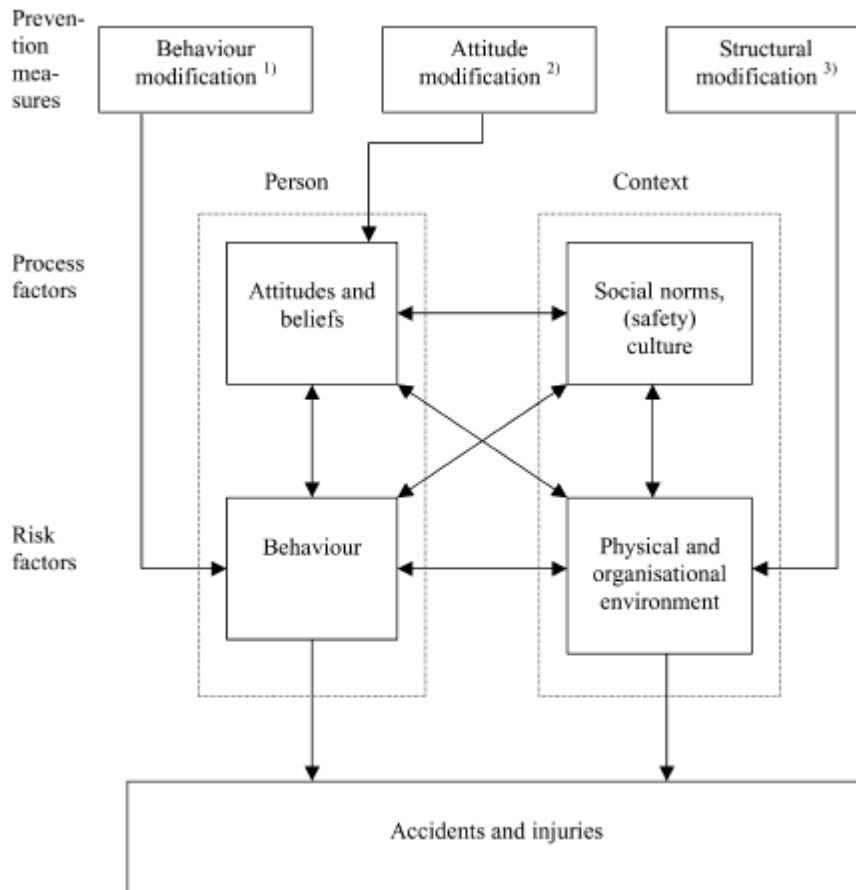 Preven-
tion
mea-
sures
Behaviour
modification 1)
Attitude
modification 2)
Structural
modification 3)
Person
Context
Process
factors
Attitudes and
beliefs
Social norms,
(safety)
culture
Risk
factors
Behaviour
Physical and
organisational
environment
Accidents and injuries